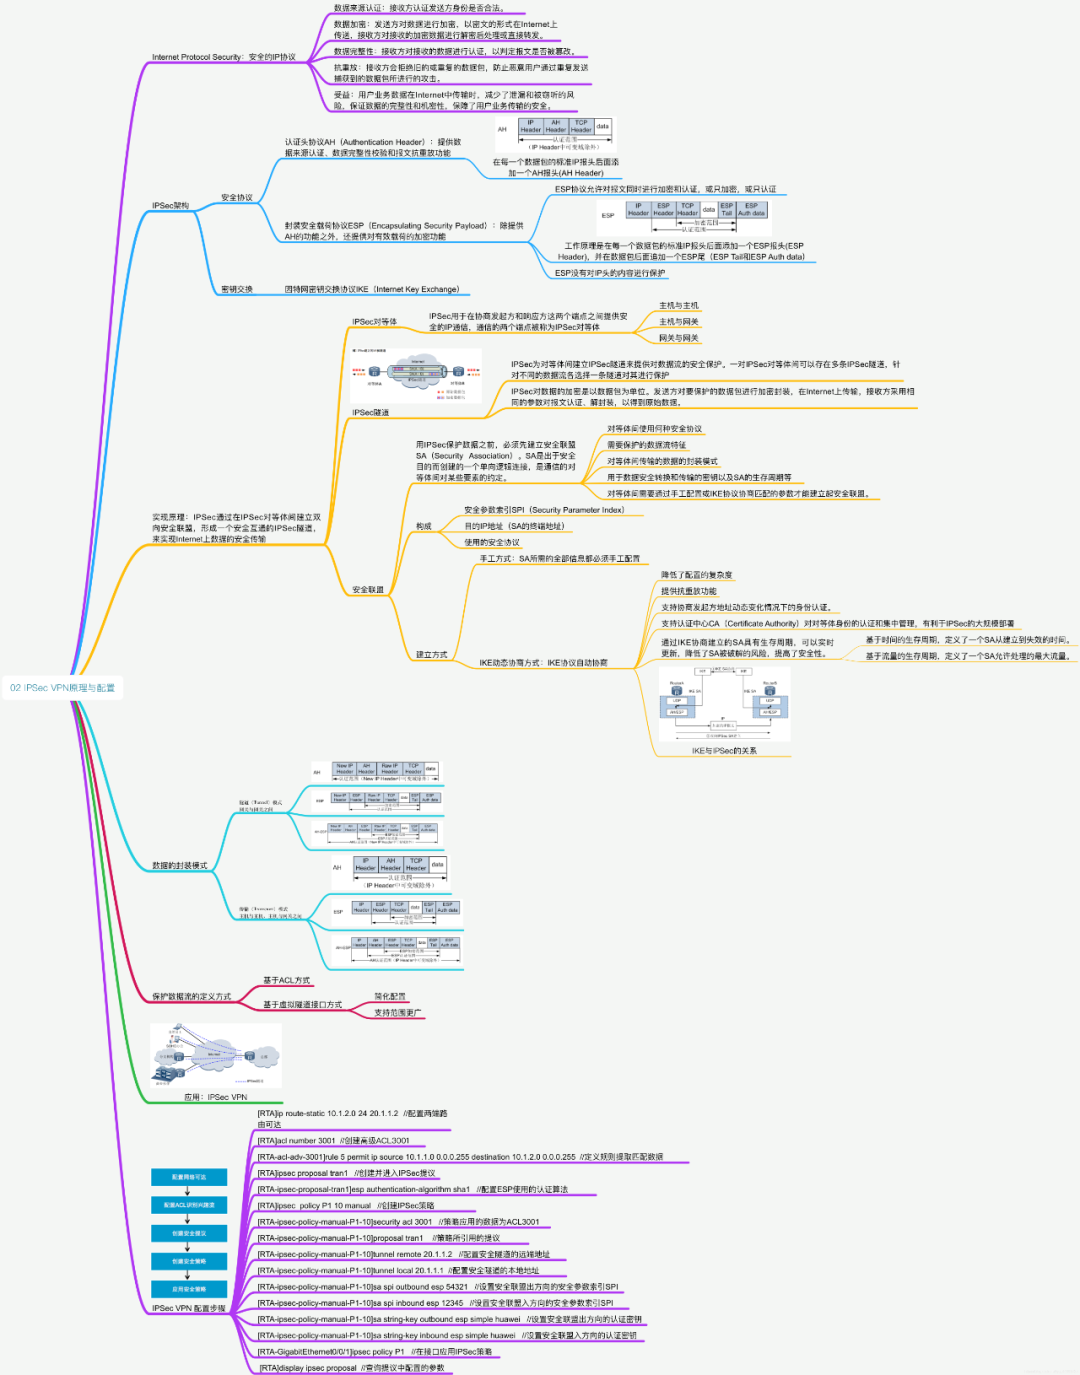 数据来源认证：接收方认证发送方身份是否合法。
数据加密：发送方对数据进行加密，以密文的形式在Internet上
传送，接收方对接收的加密数据进行解密后处理或直接转发。
Internet Protocol Security：安全的IP协议
数据完整性：接收方对接收的数据进行认证，以判定报文是否被篡改。
抗重放：接收方会拒绝旧的或重复的数据包，防止恶意用户通过重复发送
捕获到的数据包所进行的攻击。
受益：用户业务数据在Internet中传输时，减少了泄漏和被窃听的风
险，保证数据的完整性和机密性，保障了用户业务传输的安全。
AH
IP Header
AH Header
TCP Header
data
认证范围
（IP Header中可变域除外）
认证头协议AH（Authentication Header）：提供数
据来源认证、数据完整性校验和报文抗重放功能
在每一个数据包的标准IP报头后面添
加一个AH报头(AH Header)
安全协议
IPSec架构
ESP协议允许对报文同时进行加密和认证，或只加密，或只认证
ESP
IP Header
ESP Header
TCP Header
data
ESP Tail
ESP Auth data
加密范围
认证范围
封装安全载荷协议ESP（Encapsulating Security Payload）：除提供
AH的功能之外，还提供对有效载荷的加密功能
工作原理是在每一个数据包的标准IP报头后面添加一个ESP报头(ESP
Header)，并在数据包后面追加一个ESP尾（ESP Tail和ESP Auth data）
ESP没有对IP头的内容进行保护
密钥交换
因特网密钥交换协议IKE（Internet Key Exchange）
IPSec对等体
IPSec用于在协商发起方和响应方这两个端点之间提供安
全的IP通信，通信的两个端点被称为IPSec对等体
主机与主机
主机与网关
网关与网关
Internet
IPSec隧道
IPSec为对等体间建立IPSec隧道来提供对数据流的安全保护。一对IPSec对等体间可以存在多条IPSec隧道，针
对不同的数据流各选择一条隧道对其进行保护
IPSec对数据的加密是以数据包为单位。发送方对要保护的数据包进行加密封装，在Internet上传输，接收方采用相
同的参数对报文认证、解封装，以得到原始数据。
用IPSec保护数据之前，必须先建立安全联盟
SA（Security Association），SA是出于安全
目的而创建的一个单向逻辑连接，是通信的对
等体间对某些要素的约定。
对等体间使用何种安全协议
需要保护的数据流特征
对等体间传输的数据的封装模式
用于数据安全转换和传输的密钥以及SA的生存周期等
对等体间需要通过手工配置或IKE协议协商匹配的参数才能建立起安全联盟。
实现原理：IPSec通过在IPSec对等体间建立双
向安全联盟，形成一个安全互通的IPSec隧道，
来实现Internet上数据的安全传输
构成
安全参数索引SPI（Security Parameter Index）
目的IP地址（SA的终端地址）
使用的安全协议
安全联盟
手工方式：SA所需的全部信息都必须手工配置
建立方式
IKE动态协商方式：IKE协议自动协商
降低了配置的复杂度
提供抗重放功能
支持协商发起方地址动态变化情况下的身份认证。
支持认证中心CA（Certificate Authority）对对等体身份的认证和集中管理，有利于IPSec的大规模部署
通过IKE协商建立的SA具有生存周期，可以实时
更新，降低了SA被破解的风险，提高了安全性。
基于时间的生存周期，定义了一个SA从建立到失效的时间。
基于流量的生存周期，定义了一个SA允许处理的最大流量。
IKE SA
IKE SA
AH/ESP
AH/ESP
IP
IKE与IPSec的关系
02 IPSec VPN原理与配置
AH
New IP Header
AH Header
Raw IP Header
TCP Header
data
认证范围（New IP Header中可变域除外）
隧道（Tunnel）模式
网关与网关之间
数据的封装模式
AH
IP Header
AH Header
TCP Header
data
认证范围
（IP Header中可变域除外）
ESP
IP Header
ESP Header
TCP Header
data
ESP Tail
ESP Auth data
加密范围
认证范围
保护数据流的定义方式
基于ACL方式
基于虚拟隧道接口方式
简化配置
支持范围更广
Internet
应用：IPSec VPN
[RTA]ip route-static 10.1.2.0 24 20.1.1.2 //配置两端路
由可达
[RTA]acl number 3001 //创建高级ACL3001
[RTA-acl-adv-3001]rule 5 permit ip source 10.1.1.0 0.0.0.255 destination 10.1.2.0 0.0.0.255 //定义规则提取匹配数据
[RTA]ipsec proposal tran1 //创建并进入IPSec提议
[RTA-ipsec-proposal-tran1]esp authentication-algorithm sha1 //配置ESP使用的认证算法
[RTA]ipsec policy P1 10 manual //创建IPSec策略
[RTA-ipsec-policy-manual-P1-10]security acl 3001 //策略应用的数据为ACL3001
[RTA-ipsec-policy-manual-P1-10]proposal tran1 //策略所引用的提议
[RTA-ipsec-policy-manual-P1-10]tunnel remote 20.1.1.2 //配置安全隧道的远端地址
[RTA-ipsec-policy-manual-P1-10]tunnel local 20.1.1.1 //配置安全隧道的本地地址
[RTA-ipsec-policy-manual-P1-10]sa spi outbound esp 54321 //设置安全联盟出方向的安全参数索引SPI
[RTA-ipsec-policy-manual-P1-10]sa spi inbound esp 12345 //设置安全联盟入方向的安全参数索引SPI
[RTA-ipsec-policy-manual-P1-10]sa string-key outbound esp simple huawei //设置安全联盟出方向的认证密钥
[RTA-ipsec-policy-manual-P1-10]sa string-key inbound esp simple huawei //设置安全联盟入方向的认证密钥
[RTA-GigabitEthernet0/0/1]ipsec policy P1 //在接口应用IPSec策略
[RTA]display ipsec proposal //查询提议中配置的参数
配置网络可达
配置ACL识别兴趣流
创建安全提议
创建安全策略
应用安全策略
IPSec VPN 配置步骤